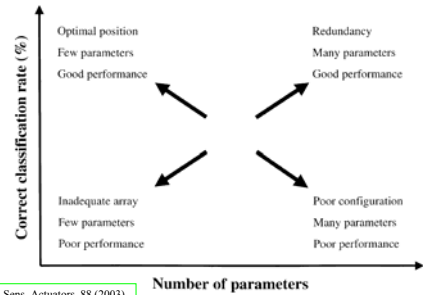 Correct classification rate (%)
Optimal position
Few parameters
Good performance
Redundancy
Many parameters
Good performance
Inadequate array
Few parameters
Poor performance
Poor configuration
Many parameters
Poor performance
Number of parameters
Sens. Actuators, 88 (2003)